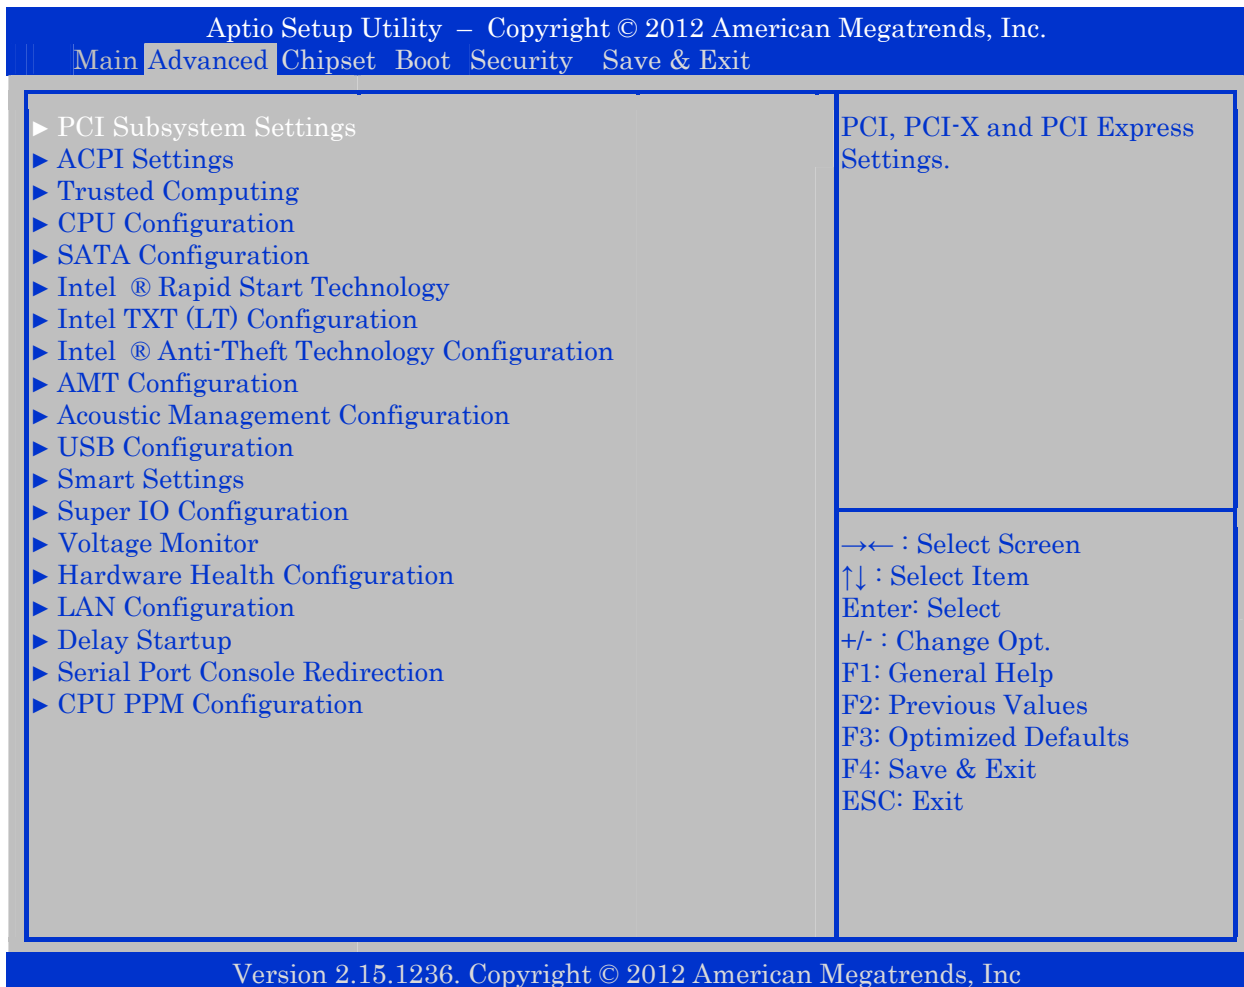 Aptio Setup Utility – Copyright © 2012 American Megatrends, Inc.
Main Advanced Chipset Boot Security Save & Exit
► PCI Subsystem Settings
► ACPI Settings
► Trusted Computing
► CPU Configuration
► SATA Configuration
► Intel ® Rapid Start Technology
► Intel TXT (LT) Configuration
► Intel ® Anti-Theft Technology Configuration
► AMT Configuration
► Acoustic Management Configuration
► USB Configuration
► Smart Settings
► Super IO Configuration
► Voltage Monitor
► Hardware Health Configuration
► LAN Configuration
► Delay Startup
► Serial Port Console Redirection
► CPU PPM Configuration
PCI, PCI-X and PCI Express
Settings.
→← : Select Screen
↑↓ : Select Item
Enter: Select
+/- : Change Opt.
F1: General Help
F2: Previous Values
F3: Optimized Defaults
F4: Save & Exit
ESC: Exit
Version 2.15.1236. Copyright © 2012 American Megatrends, Inc